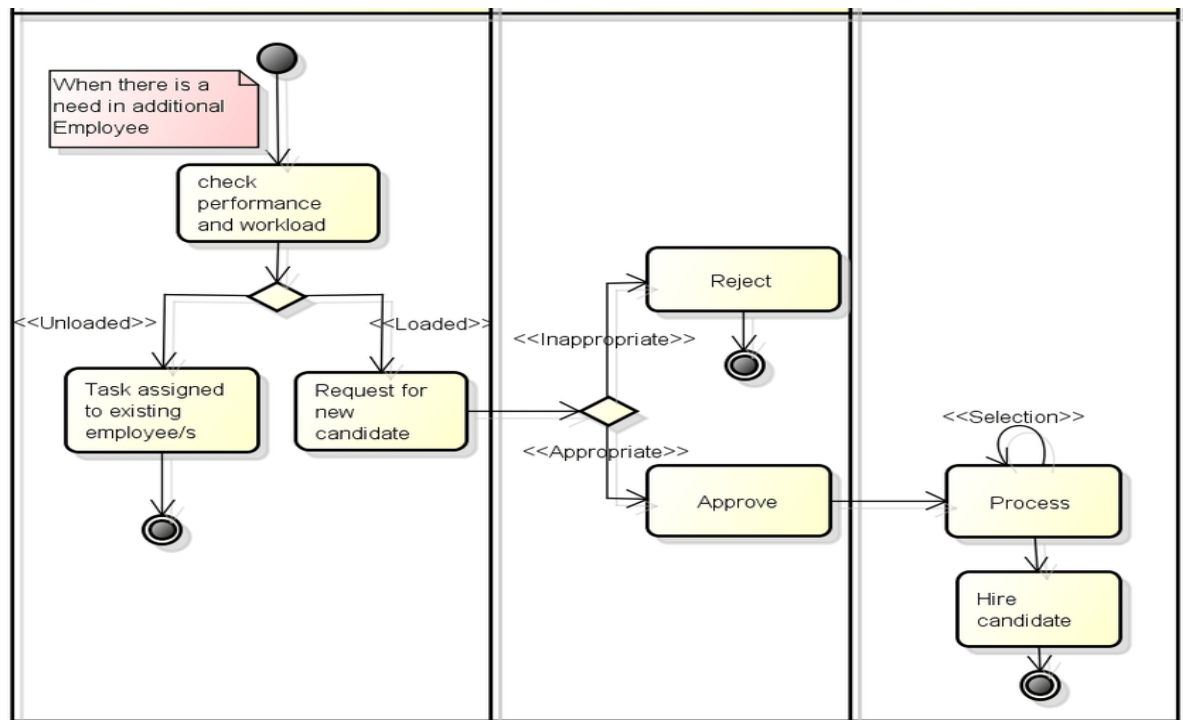 When there is a
need in additional
Employee
check
performance
and workload
<<Unloaded>>
<<Loaded>>
Task assigned
to existing
employee/s
Request for
new
candidate
Reject
<<Inappropriate>>
<<Appropriate>>
Approve
<<Selection>>
Process
Hire
candidate